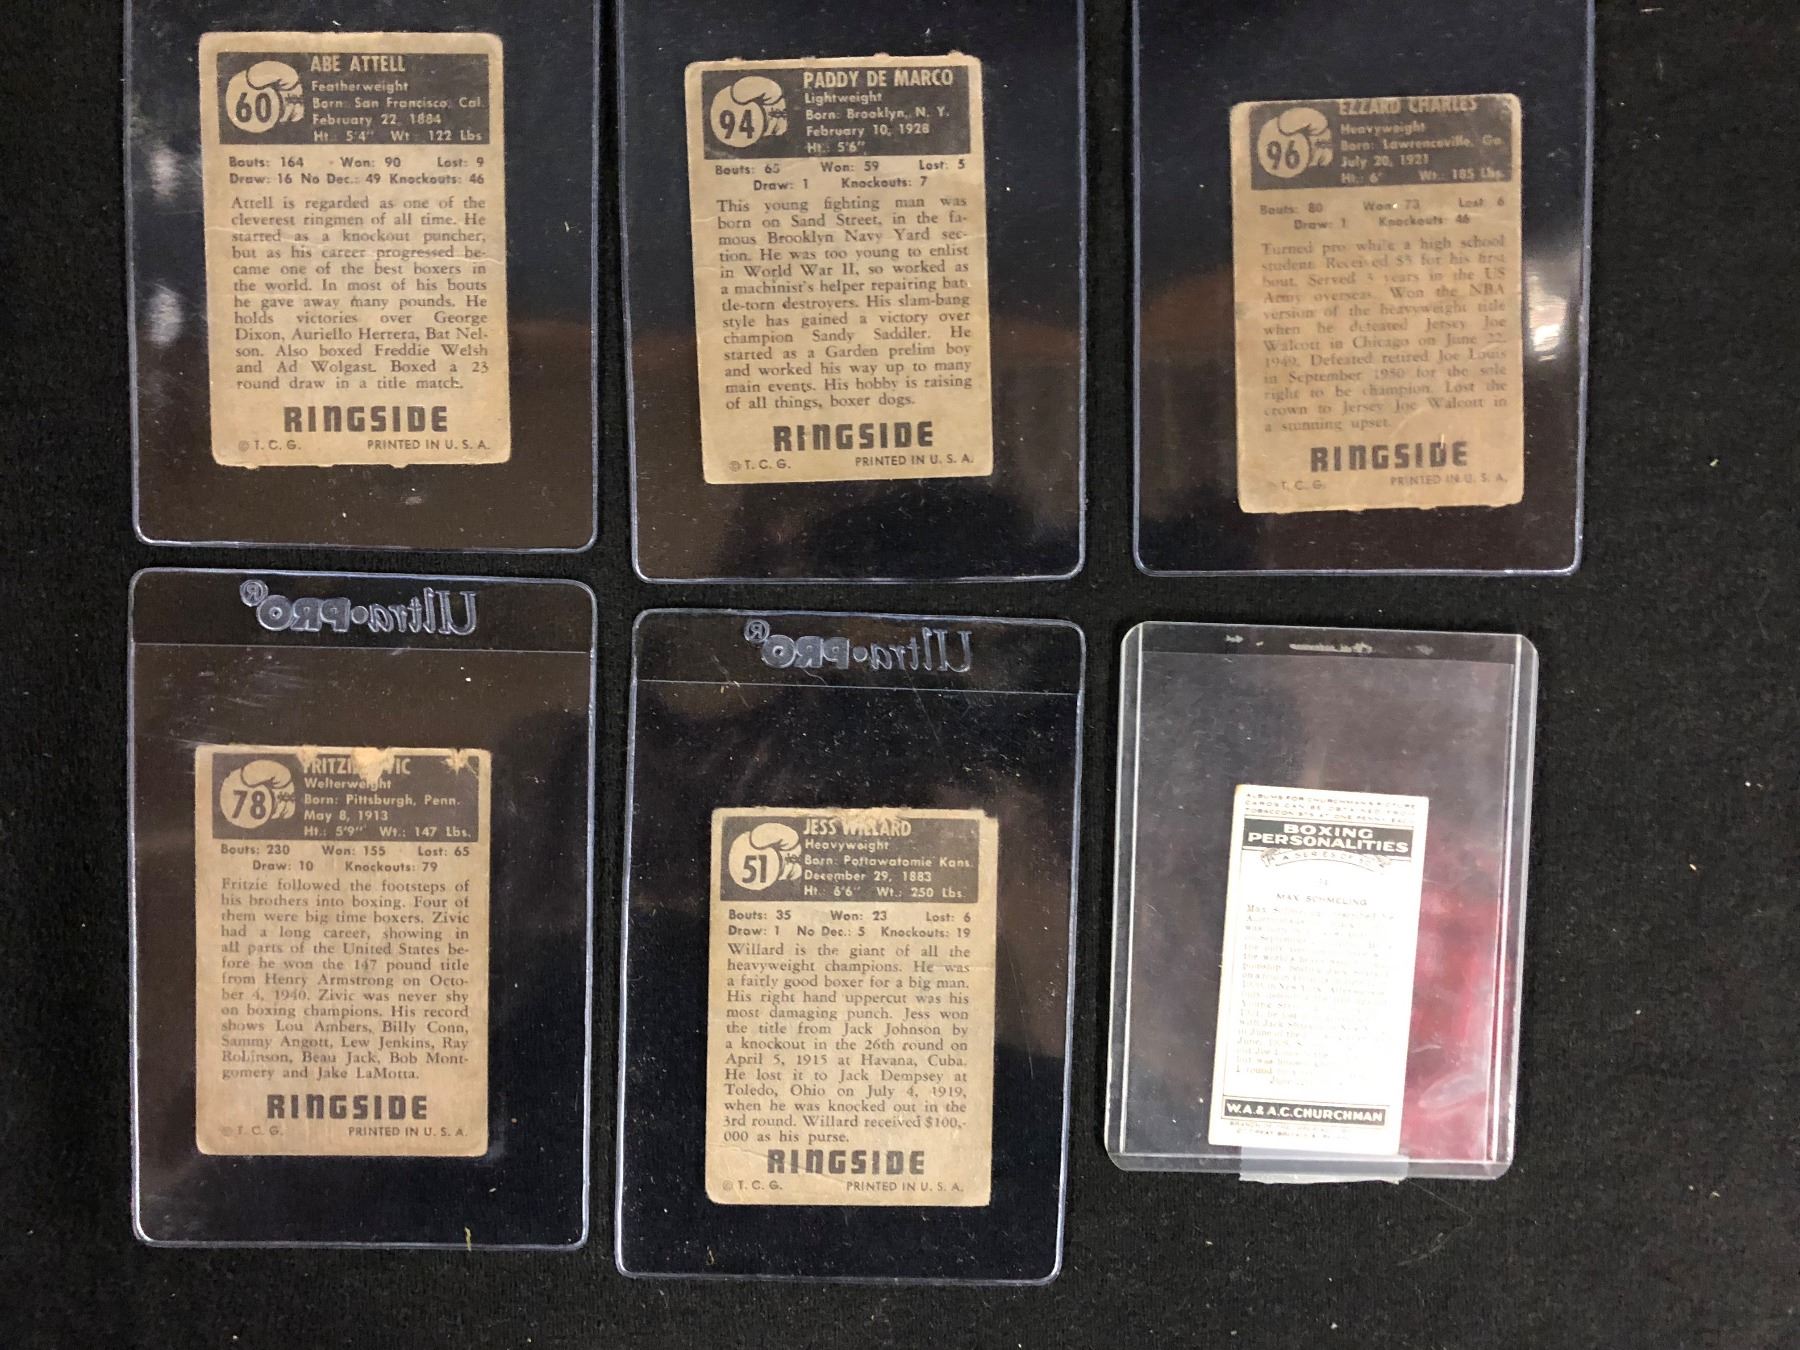 60
ABE ATTELL
Featherweight
Born: San Francisco, Cal.
February 22, 1884
Ht: 5'4" Wt: 122 Lbs
Bouts: 164 Won: 90 Lost: 9
Draw: 16 No Dec.: 49 Knockouts: 46
Attell is regarded as one of the
cleverest ringmen of all time. He
started as a knockout puncher,
but as his career progressed be-
came one of the best boxers in
the world. In most of his bouts
he gave away many pounds. He
holds victories over George
Dixon, Auriello Herrera, Bat Nel-
son. Also boxed Freddie Welsh
and Ad Wolgast. Boxed a 23
round draw in a title match.
RINGSIDE
© T. C. G. PRINTED IN U. S. A.
94
PADDY DE MARCO
Lightweight
Born: Brooklyn, N. Y.
February 10, 1928
Ht.: 5'6"
Bouts: 65 Won: 59 Lost: 5
Draw: 1 Knockouts: 7
This young fighting man was
born on Sand Street, in the fa-
mous Brooklyn Navy Yard sec-
tion. He was too young to enlist
in World War II, so worked as
a machinist's helper repairing bat-
tle-torn destroyers. His slam-bang
style has gained a victory over
champion Sandy Saddler. He
started as a Garden prelim boy
and worked his way up to many
main events. His hobby is raising
of all things, boxer dogs.
RINGSIDE
© T. C. G. PRINTED IN U. S. A.
96
EZZARD CHARLES
Heavyweight
Born: Lawrenceville, Ga.
July 20, 1921
Ht.: 6' Wt.: 185 Lbs.
Bouts: 80 Won: 73 Lost: 6
Draw: 1 Knockouts: 46
Turned pro while a high school
student. Received $5 for his first
bout. Served 3 years in the US
Army overseas. Won the NBA
version of the heavyweight title
when he defeated Jersey Joe
Walcott in Chicago on June 22,
1949. Defeated retired Joe Louis
in September 1950 for the sole
right to be champion. Lost the
crown to Jersey Joe Walcott in
a stunning upset.
RINGSIDE
© T. C. G. PRINTED IN U. S. A.
Ultra•PRO®
78
Welterweight
Born: Pittsburgh, Penn.
May 8, 1913
Ht.: 5'9" Wt.: 147 Lbs.
Bouts: 230 Won: 155 Lost: 65
Draw: 10 Knockouts: 79
Fritzie followed the footsteps of
his brothers into boxing. Four of
them were big time boxers. Zivic
had a long career, showing in
all parts of the United States be-
fore he won the 147 pound title
from Henry Armstrong on Octo-
ber 4, 1940. Zivic was never shy
on boxing champions. His record
shows Lou Ambers, Billy Conn,
Sammy Angott, Lew Jenkins, Ray
Robinson, Beau Jack, Bob Mont-
gomery and Jake LaMotta.
RINGSIDE
© T. C. G. PRINTED IN U. S. A.
Ultra•PRO®
51
JESS WILLARD
Heavyweight
Born: Pottawatomie Kans.
December 29, 1883
Ht.: 6'6" Wt.: 250 Lbs.
Bouts: 35 Won: 23 Lost: 6
Draw: 1 No Dec.: 5 Knockouts: 19
Willard is the giant of all the
heavyweight champions. He was
a fairly good boxer for a big man.
His right hand uppercut was his
most damaging punch. Jess won
the title from Jack Johnson by
a knockout in the 26th round on
April 5, 1915 at Havana, Cuba.
He lost it to Jack Dempsey at
Toledo, Ohio on July 4, 1919,
when he was knocked out in the
3rd round. Willard received $100,-
000 as his purse.
RINGSIDE
© T. C. G. PRINTED IN U. S. A.
ALBUMS FOR CHURCHMAN'S PICTURE
CARDS CAN BE OBTAINED FROM
TOBACCONISTS AT ONE PENNY EACH
BOXING
PERSONALITIES
A SERIES OF 50
MAX SCHMELING
W.A. & A.C. CHURCHMAN